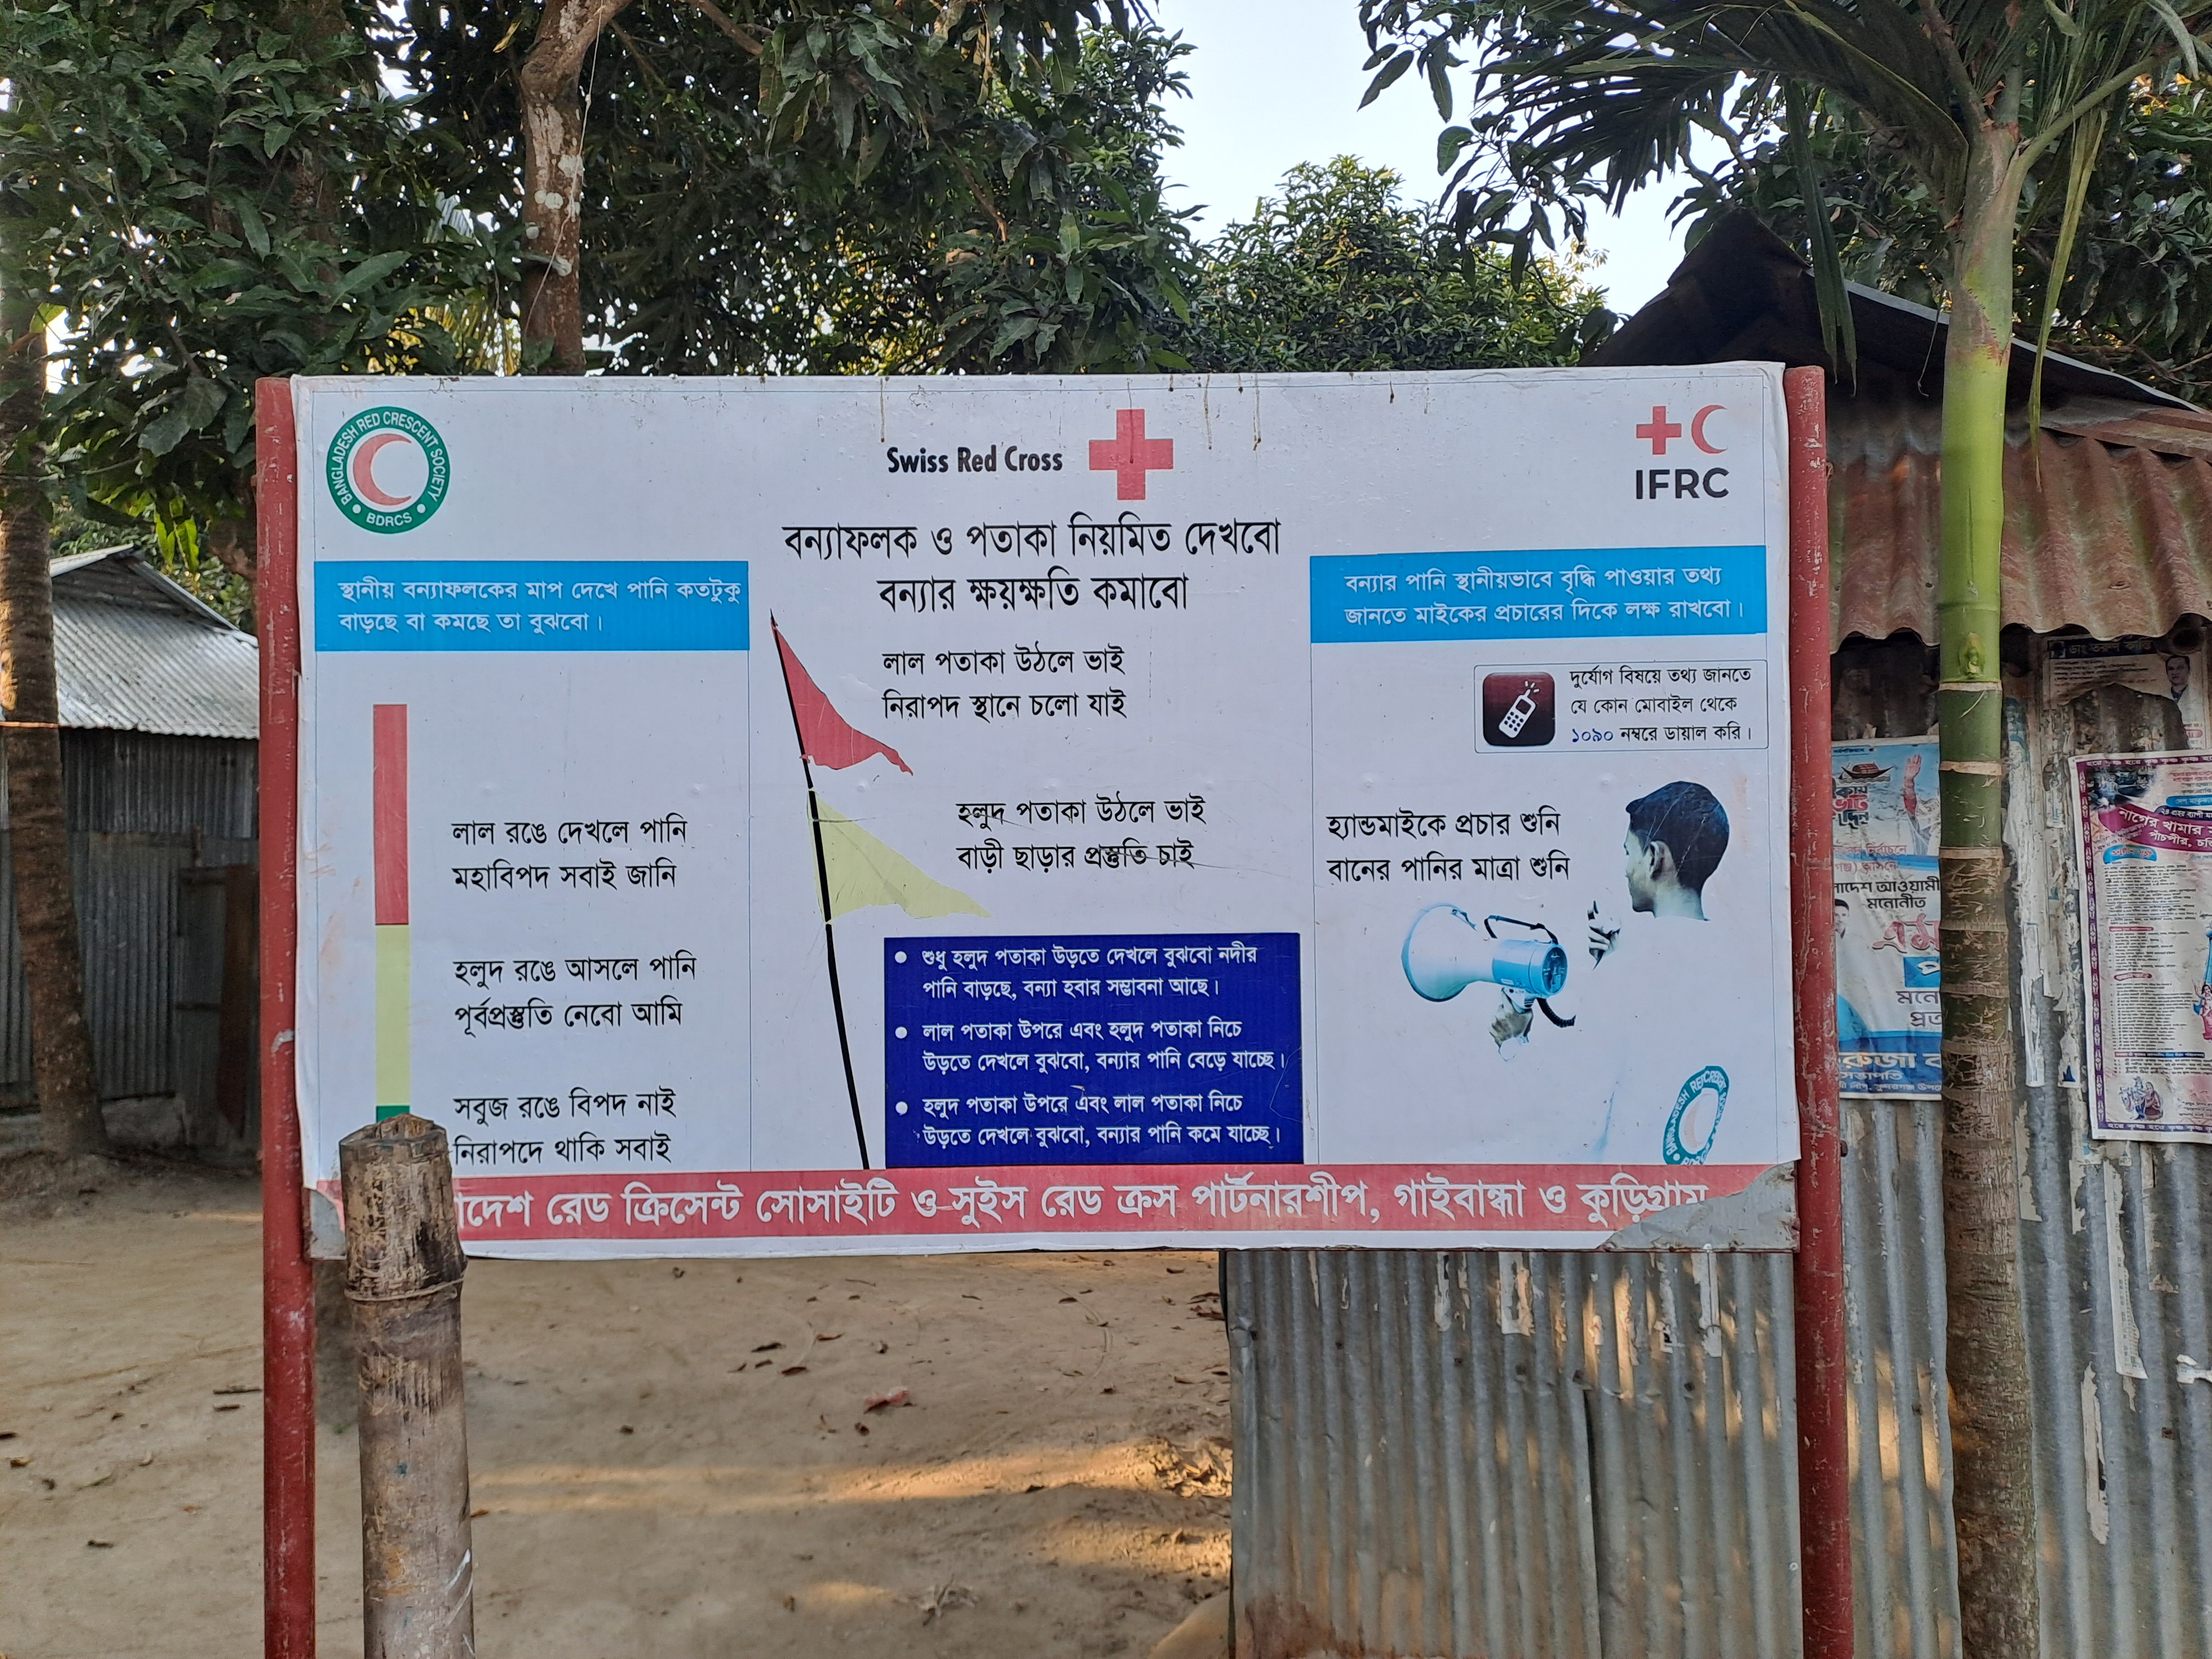 BANGLADESH RED CRESCENT SOCIETY
BDRCS
Swiss Red Cross
IFRC
বন্যাফলক ও পতাকা নিয়মিত দেখবো
বন্যার ক্ষয়ক্ষতি কমাবো
স্থানীয় বন্যাফলকের মাপ দেখে পানি কতটুকু
বাড়ছে বা কমছে তা বুঝবো।
লাল রঙে দেখলে পানি
মহাবিপদ সবাই জানি
হলুদ রঙে আসলে পানি
পূর্বপ্রস্তুতি নেবো আমি
সবুজ রঙে বিপদ নাই
নিরাপদে থাকি সবাই
লাল পতাকা উঠলে ভাই
নিরাপদ স্থানে চলো যাই
হলুদ পতাকা উঠলে ভাই
বাড়ী ছাড়ার প্রস্তুতি চাই
শুধু হলুদ পতাকা উড়তে দেখলে বুঝবো নদীর
পানি বাড়ছে, বন্যা হবার সম্ভাবনা আছে।
লাল পতাকা উপরে এবং হলুদ পতাকা নিচে
উড়তে দেখলে বুঝবো, বন্যার পানি বেড়ে যাচ্ছে।
হলুদ পতাকা উপরে এবং লাল পতাকা নিচে
উড়তে দেখলে বুঝবো, বন্যার পানি কমে যাচ্ছে।
বন্যার পানি স্থানীয়ভাবে বৃদ্ধি পাওয়ার তথ্য
জানতে মাইকের প্রচারের দিকে লক্ষ রাখবো।
দুর্যোগ বিষয়ে তথ্য জানতে
যে কোন মোবাইল থেকে
১০৯০ নম্বরে ডায়াল করি।
হ্যান্ডমাইকে প্রচার শুনি
বানের পানির মাত্রা শুনি
াদেশ রেড ক্রিসেন্ট সোসাইটি ও সুইস রেড ক্রস পার্টনারশীপ, গাইবান্ধা ও কুড়িগ্রাম
াদেশ আওয়ামী
মনোনীত